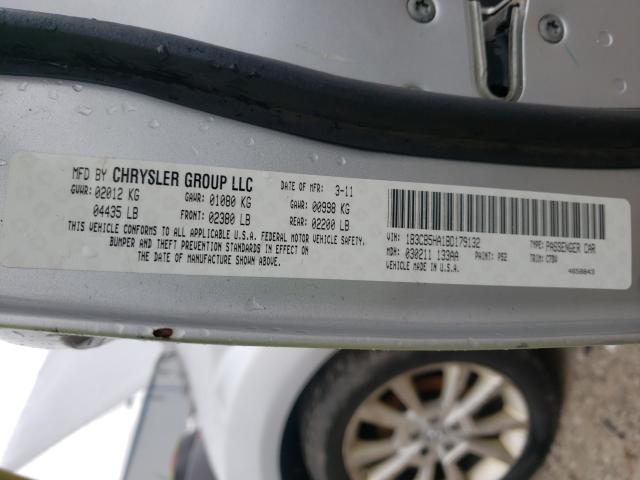 MFD BY CHRYSLER GROUP LLC DATE OF MFR: 3-11
GVWR: 02012 KG GAWR: 01080 KG GAWR: 00998 KG
04435 LB FRONT: 02380 LB REAR: 02200 LB
THIS VEHICLE CONFORMS TO ALL APPLICABLE U.S.A. FEDERAL MOTOR VEHICLE SAFETY,
BUMPER AND THEFT PREVENTION STANDARDS IN EFFECT ON
THE DATE OF MANUFACTURE SHOWN ABOVE.
VIN: 1B3CB5HA1BD179132 TYPE: PASSENGER CAR
MDH: 030211 133AA PAINT: PS2 TRIM: C7DV
VEHICLE MADE IN U.S.A. 4658843